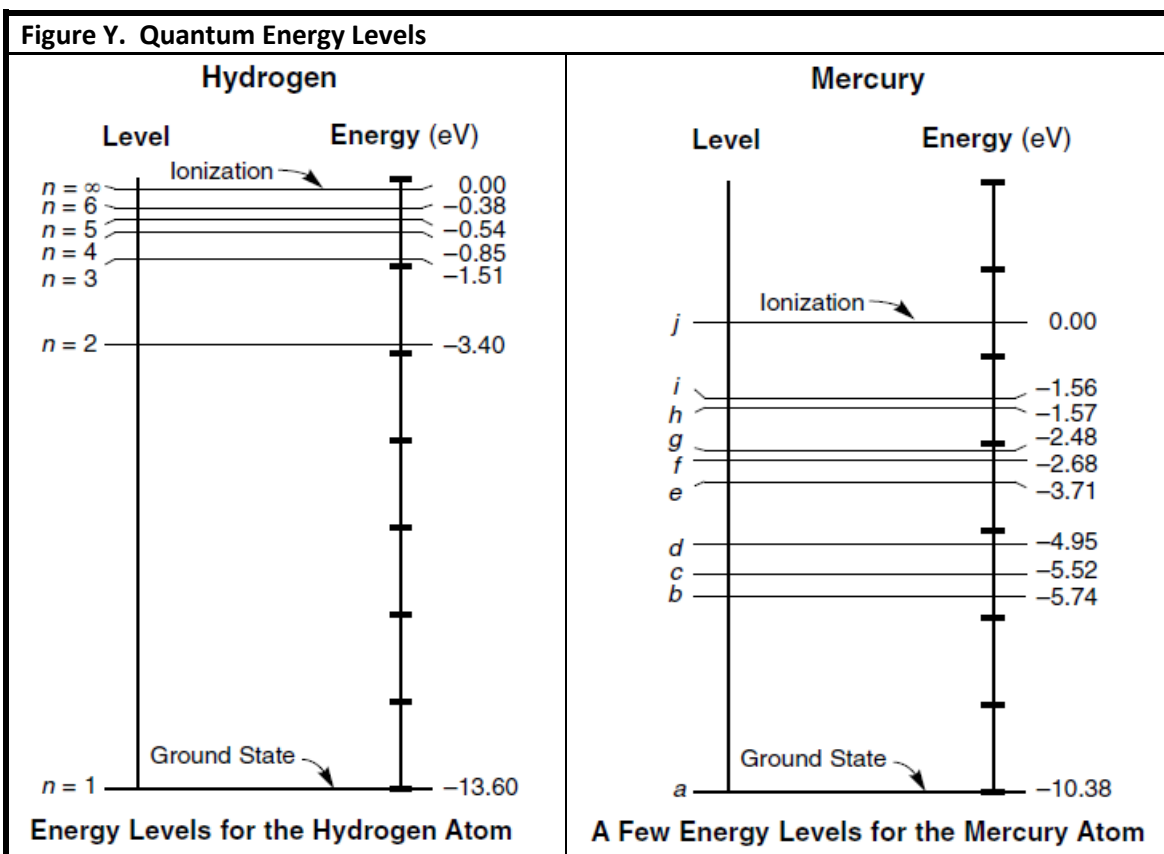 Figure Y. Quantum Energy Levels
Hydrogen
Level Energy (eV)
Ionization
n = ∞ 0.00
n = 6 –0.38
n = 5 –0.54
n = 4 –0.85
n = 3 –1.51
n = 2 –3.40
Ground State
n = 1 –13.60
Energy Levels for the Hydrogen Atom
Mercury
Level Energy (eV)
Ionization
j 0.00
i –1.56
h –1.57
g –2.48
f –2.68
e –3.71
d –4.95
c –5.52
b –5.74
Ground State
a –10.38
A Few Energy Levels for the Mercury Atom